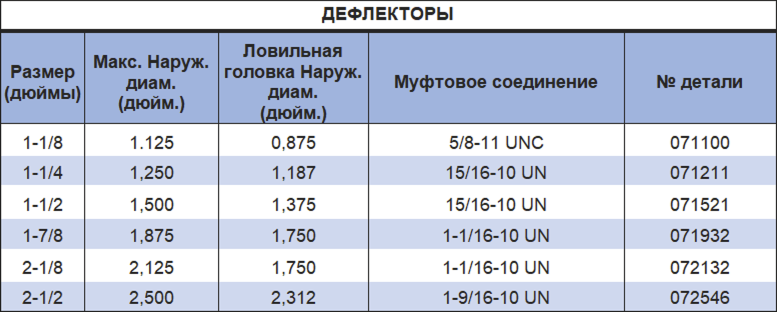 ДЕФЛЕКТОРЫ
Размер (дюймы) Макс. Наруж. диам. (дюйм.) Ловильная головка Наруж. диам. (дюйм.) Муфтовое соединение № детали
1-1/8 1.125 0,875 5/8-11 UNC 071100
1-1/4 1,250 1,187 15/16-10 UN 071211
1-1/2 1,500 1,375 15/16-10 UN 071521
1-7/8 1,875 1,750 1-1/16-10 UN 071932
2-1/8 2,125 1,750 1-1/16-10 UN 072132
2-1/2 2,500 2,312 1-9/16-10 UN 072546